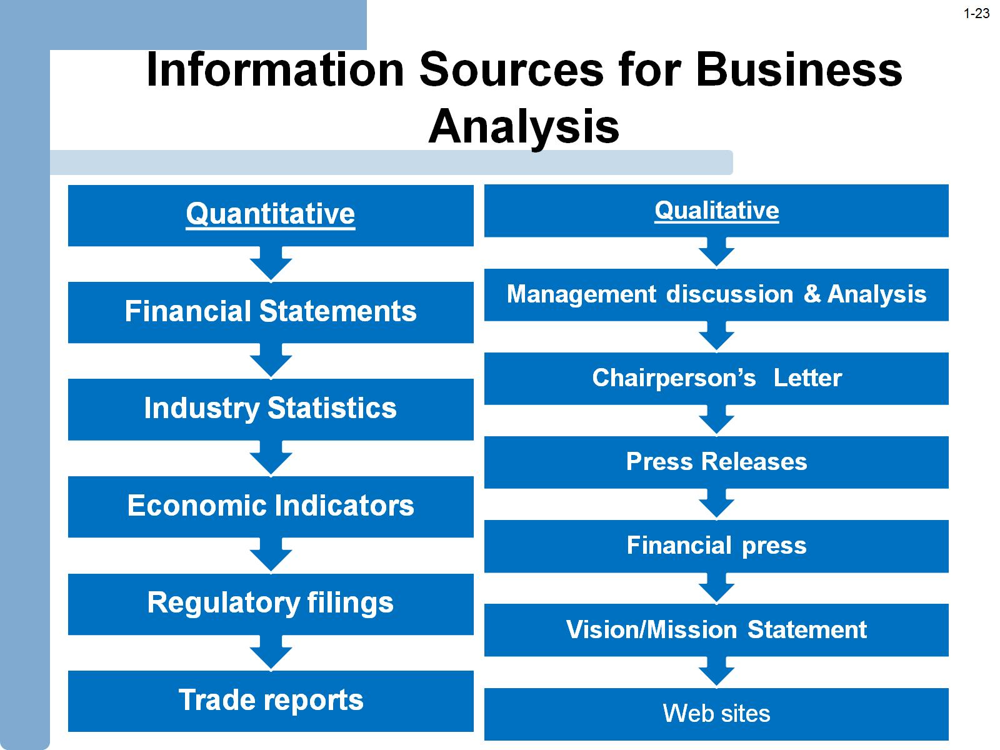 1-23
Information Sources for Business
Analysis
Quantitative
Financial Statements
Industry Statistics
Economic Indicators
Regulatory filings
Trade reports
Qualitative
Management discussion & Analysis
Chairperson’s Letter
Press Releases
Financial press
Vision/Mission Statement
Web sites